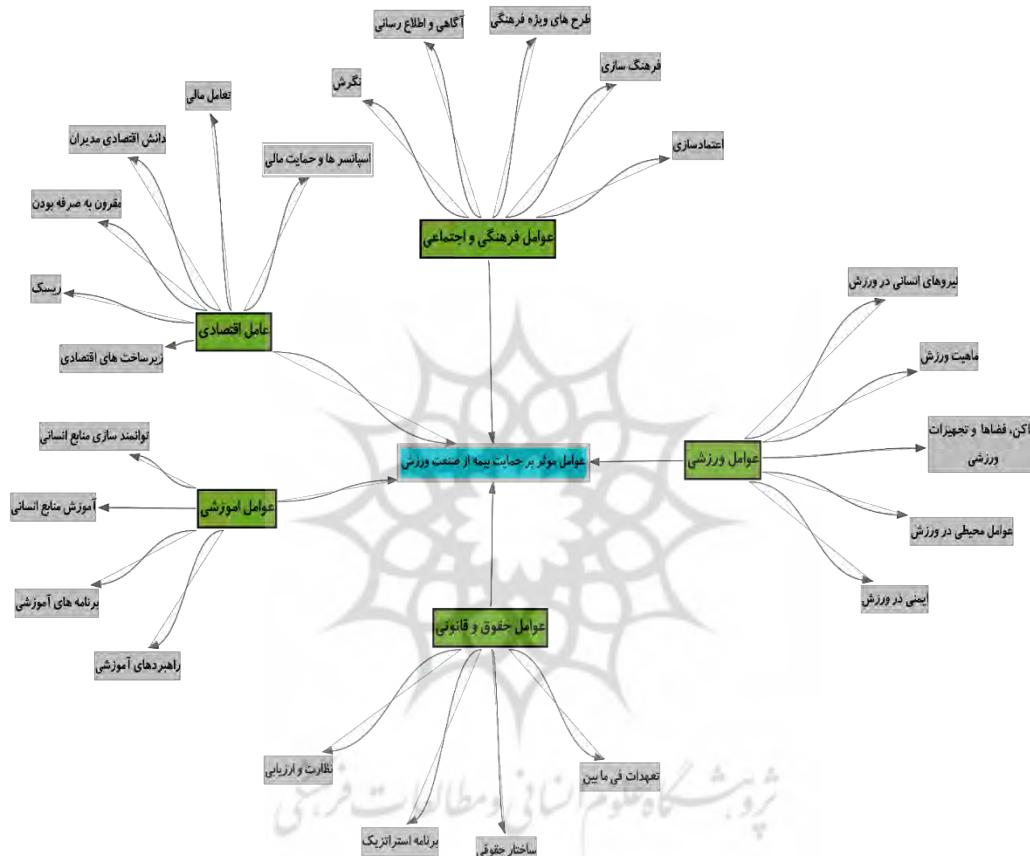 طرح های ویژه فرهنگی
آگاهی و اطلاع رسانی
فرهنگ سازی
نگرش
اعتمادسازی
عوامل فرهنگی و اجتماعی
تعامل مالی
دانش اقتصادی مدیران
اسپانسر ها و حمایت مالی
مقرون به صرفه بودن
ریسک
زیرساخت های اقتصادی
عامل اقتصادی
نیروهای انسانی در ورزش
ماهیت ورزش
اکن، فضاها و تجهیزات
ورزشی
عوامل محیطی در ورزش
ایمنی در ورزش
عوامل ورزشی
عوامل موثر بر حمایت بیمه از صنعت ورزش
توانمند سازی منابع انسانی
آموزش منابع انسانی
برنامه های آموزشی
راهبردهای آموزشی
عوامل اموزشی
عوامل حقوق و قانونی
نظارت و ارزیابی
تعهدات فی ما بین
برنامه استراتژیک
ساختار حقوقی
پژوهشگاه علوم انسانی و مطالعات فرهنگی